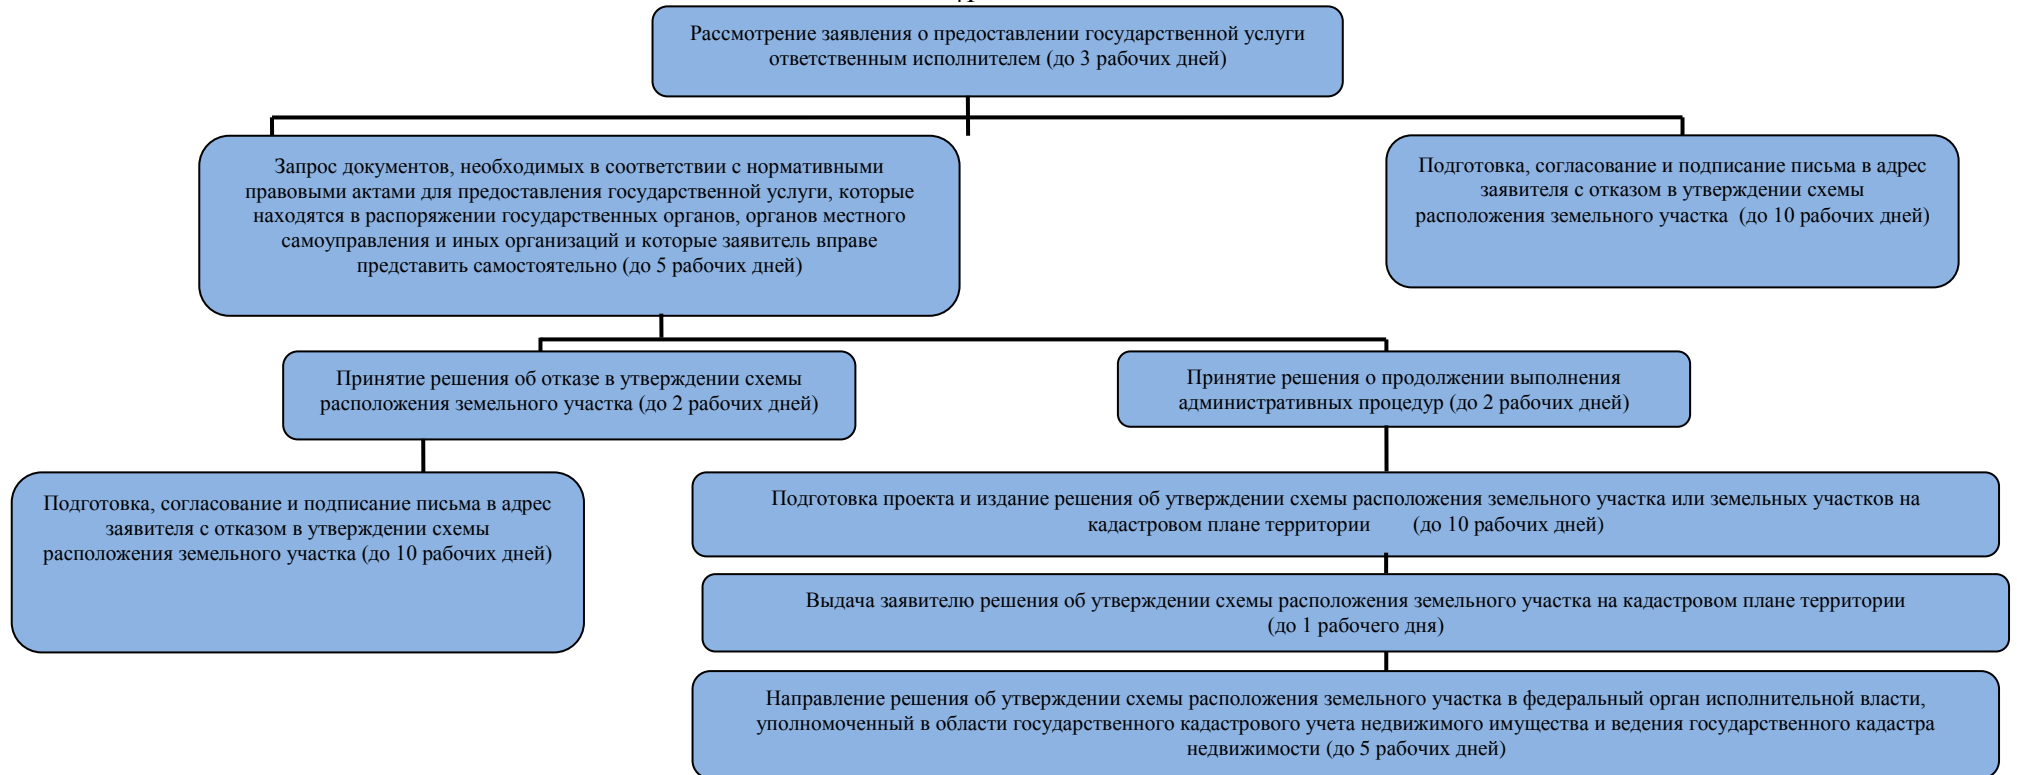 Рассмотрение заявления о предоставлении государственной услуги
ответственным исполнителем (до 3 рабочих дней)
Запрос документов, необходимых в соответствии с нормативными
правовыми актами для предоставления государственной услуги, которые
находятся в распоряжении государственных органов, органов местного
самоуправления и иных организаций и которые заявитель вправе
представить самостоятельно (до 5 рабочих дней)
Подготовка, согласование и подписание письма в адрес
заявителя с отказом в утверждении схемы
расположения земельного участка (до 10 рабочих дней)
Принятие решения об отказе в утверждении схемы
расположения земельного участка (до 2 рабочих дней)
Принятие решения о продолжении выполнения
административных процедур (до 2 рабочих дней)
Подготовка, согласование и подписание письма в адрес
заявителя с отказом в утверждении схемы
расположения земельного участка (до 10 рабочих дней)
Подготовка проекта и издание решения об утверждении схемы расположения земельного участка или земельных участков на
кадастровом плане территории (до 10 рабочих дней)
Выдача заявителю решения об утверждении схемы расположения земельного участка на кадастровом плане территории
(до 1 рабочего дня)
Направление решения об утверждении схемы расположения земельного участка в федеральный орган исполнительной власти,
уполномоченный в области государственного кадастрового учета недвижимого имущества и ведения государственного кадастра
недвижимости (до 5 рабочих дней)